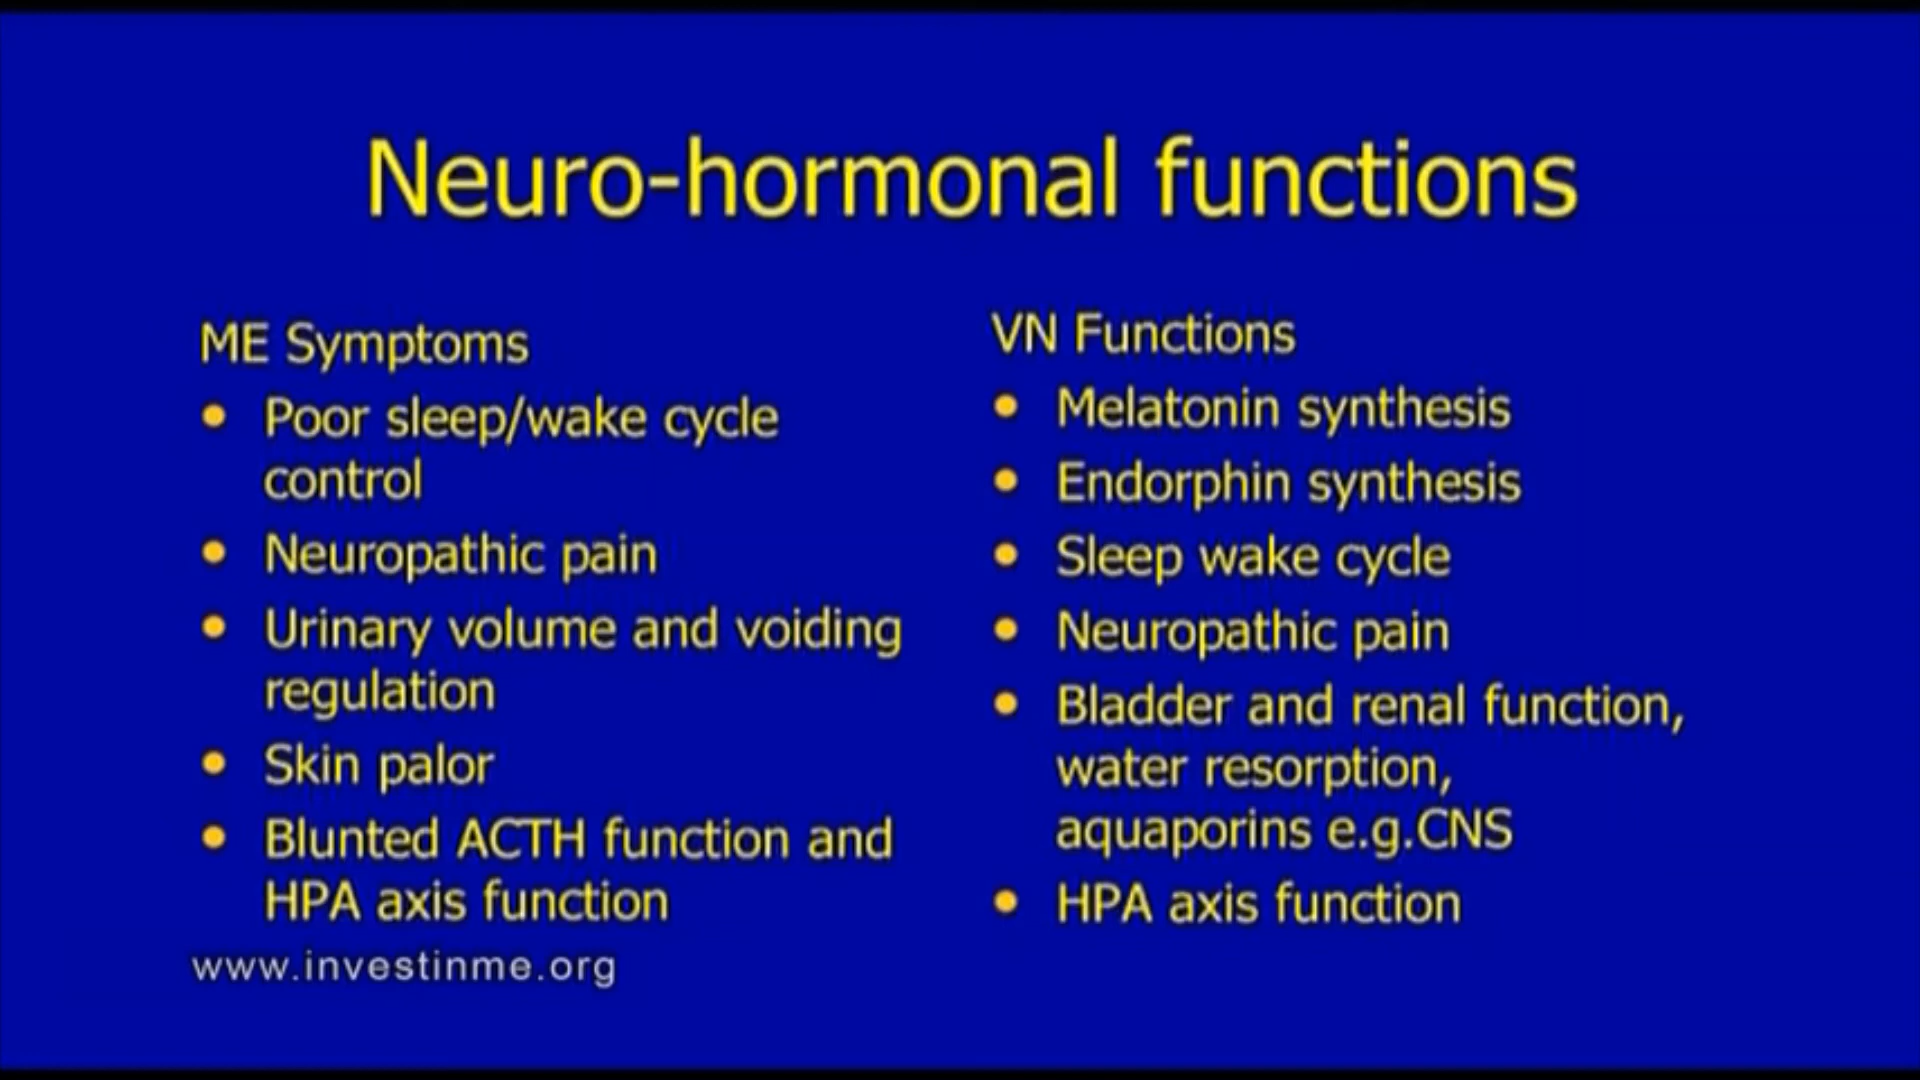 Neuro-hormonal functions
ME Symptoms
• Poor sleep/wake cycle
control
• Neuropathic pain
• Urinary volume and voiding
regulation
• Skin palor
• Blunted ACTH function and
HPA axis function
VN Functions
• Melatonin synthesis
• Endorphin synthesis
• Sleep wake cycle
• Neuropathic pain
• Bladder and renal function,
water resorption,
aquaporins e.g.CNS
• HPA axis function
www.investinme.org